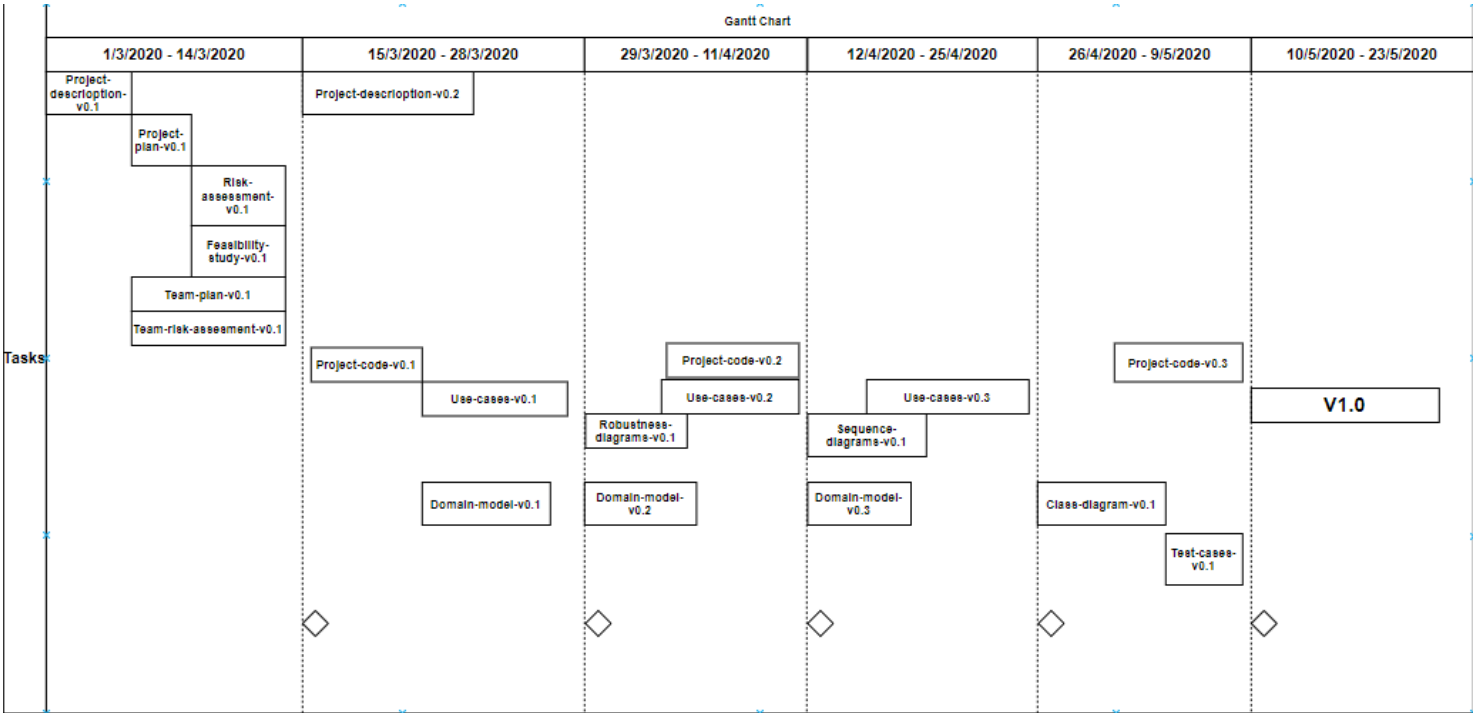 Gantt Chart
1/3/2020 - 14/3/2020
15/3/2020 - 28/3/2020
29/3/2020 - 11/4/2020
12/4/2020 - 25/4/2020
26/4/2020 - 9/5/2020
10/5/2020 - 23/5/2020
Project-
descrioption-
v0.1
Project-descrioption-v0.2
Project-
plan-v0.1
Risk-
assessment-
v0.1
Feasibility-
study-v0.1
Team-plan-v0.1
Team-risk-assesment-v0.1
Tasks
Project-code-v0.1
Project-code-v0.2
Project-code-v0.3
Use-cases-v0.1
Use-cases-v0.2
Use-cases-v0.3
V1.0
Robustness-
diagrams-v0.1
Sequence-
diagrams-v0.1
Domain-model-v0.1
Domain-model-
v0.2
Domain-model-
v0.3
Class-diagram-v0.1
Test-cases-
v0.1